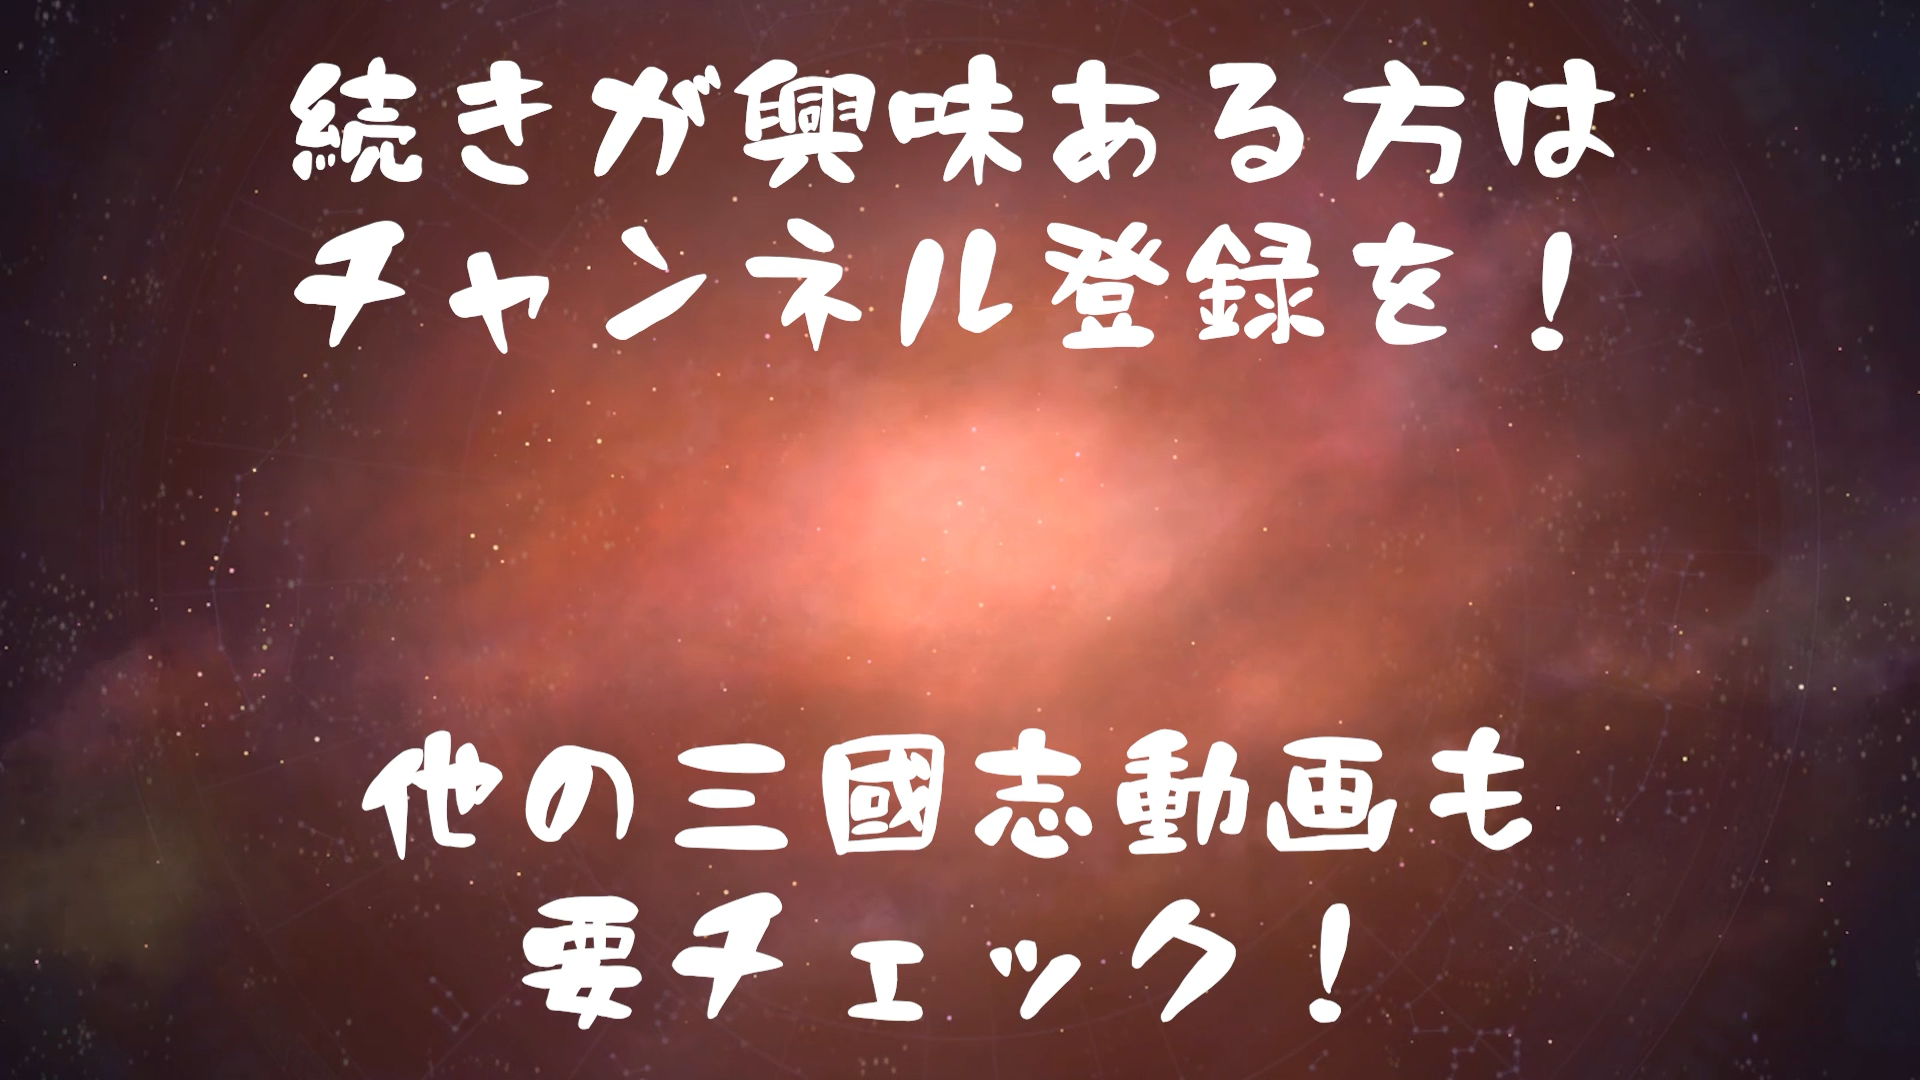 続きが興味ある方は
チャンネル登録を！
他の三國志動画も
要チェック！